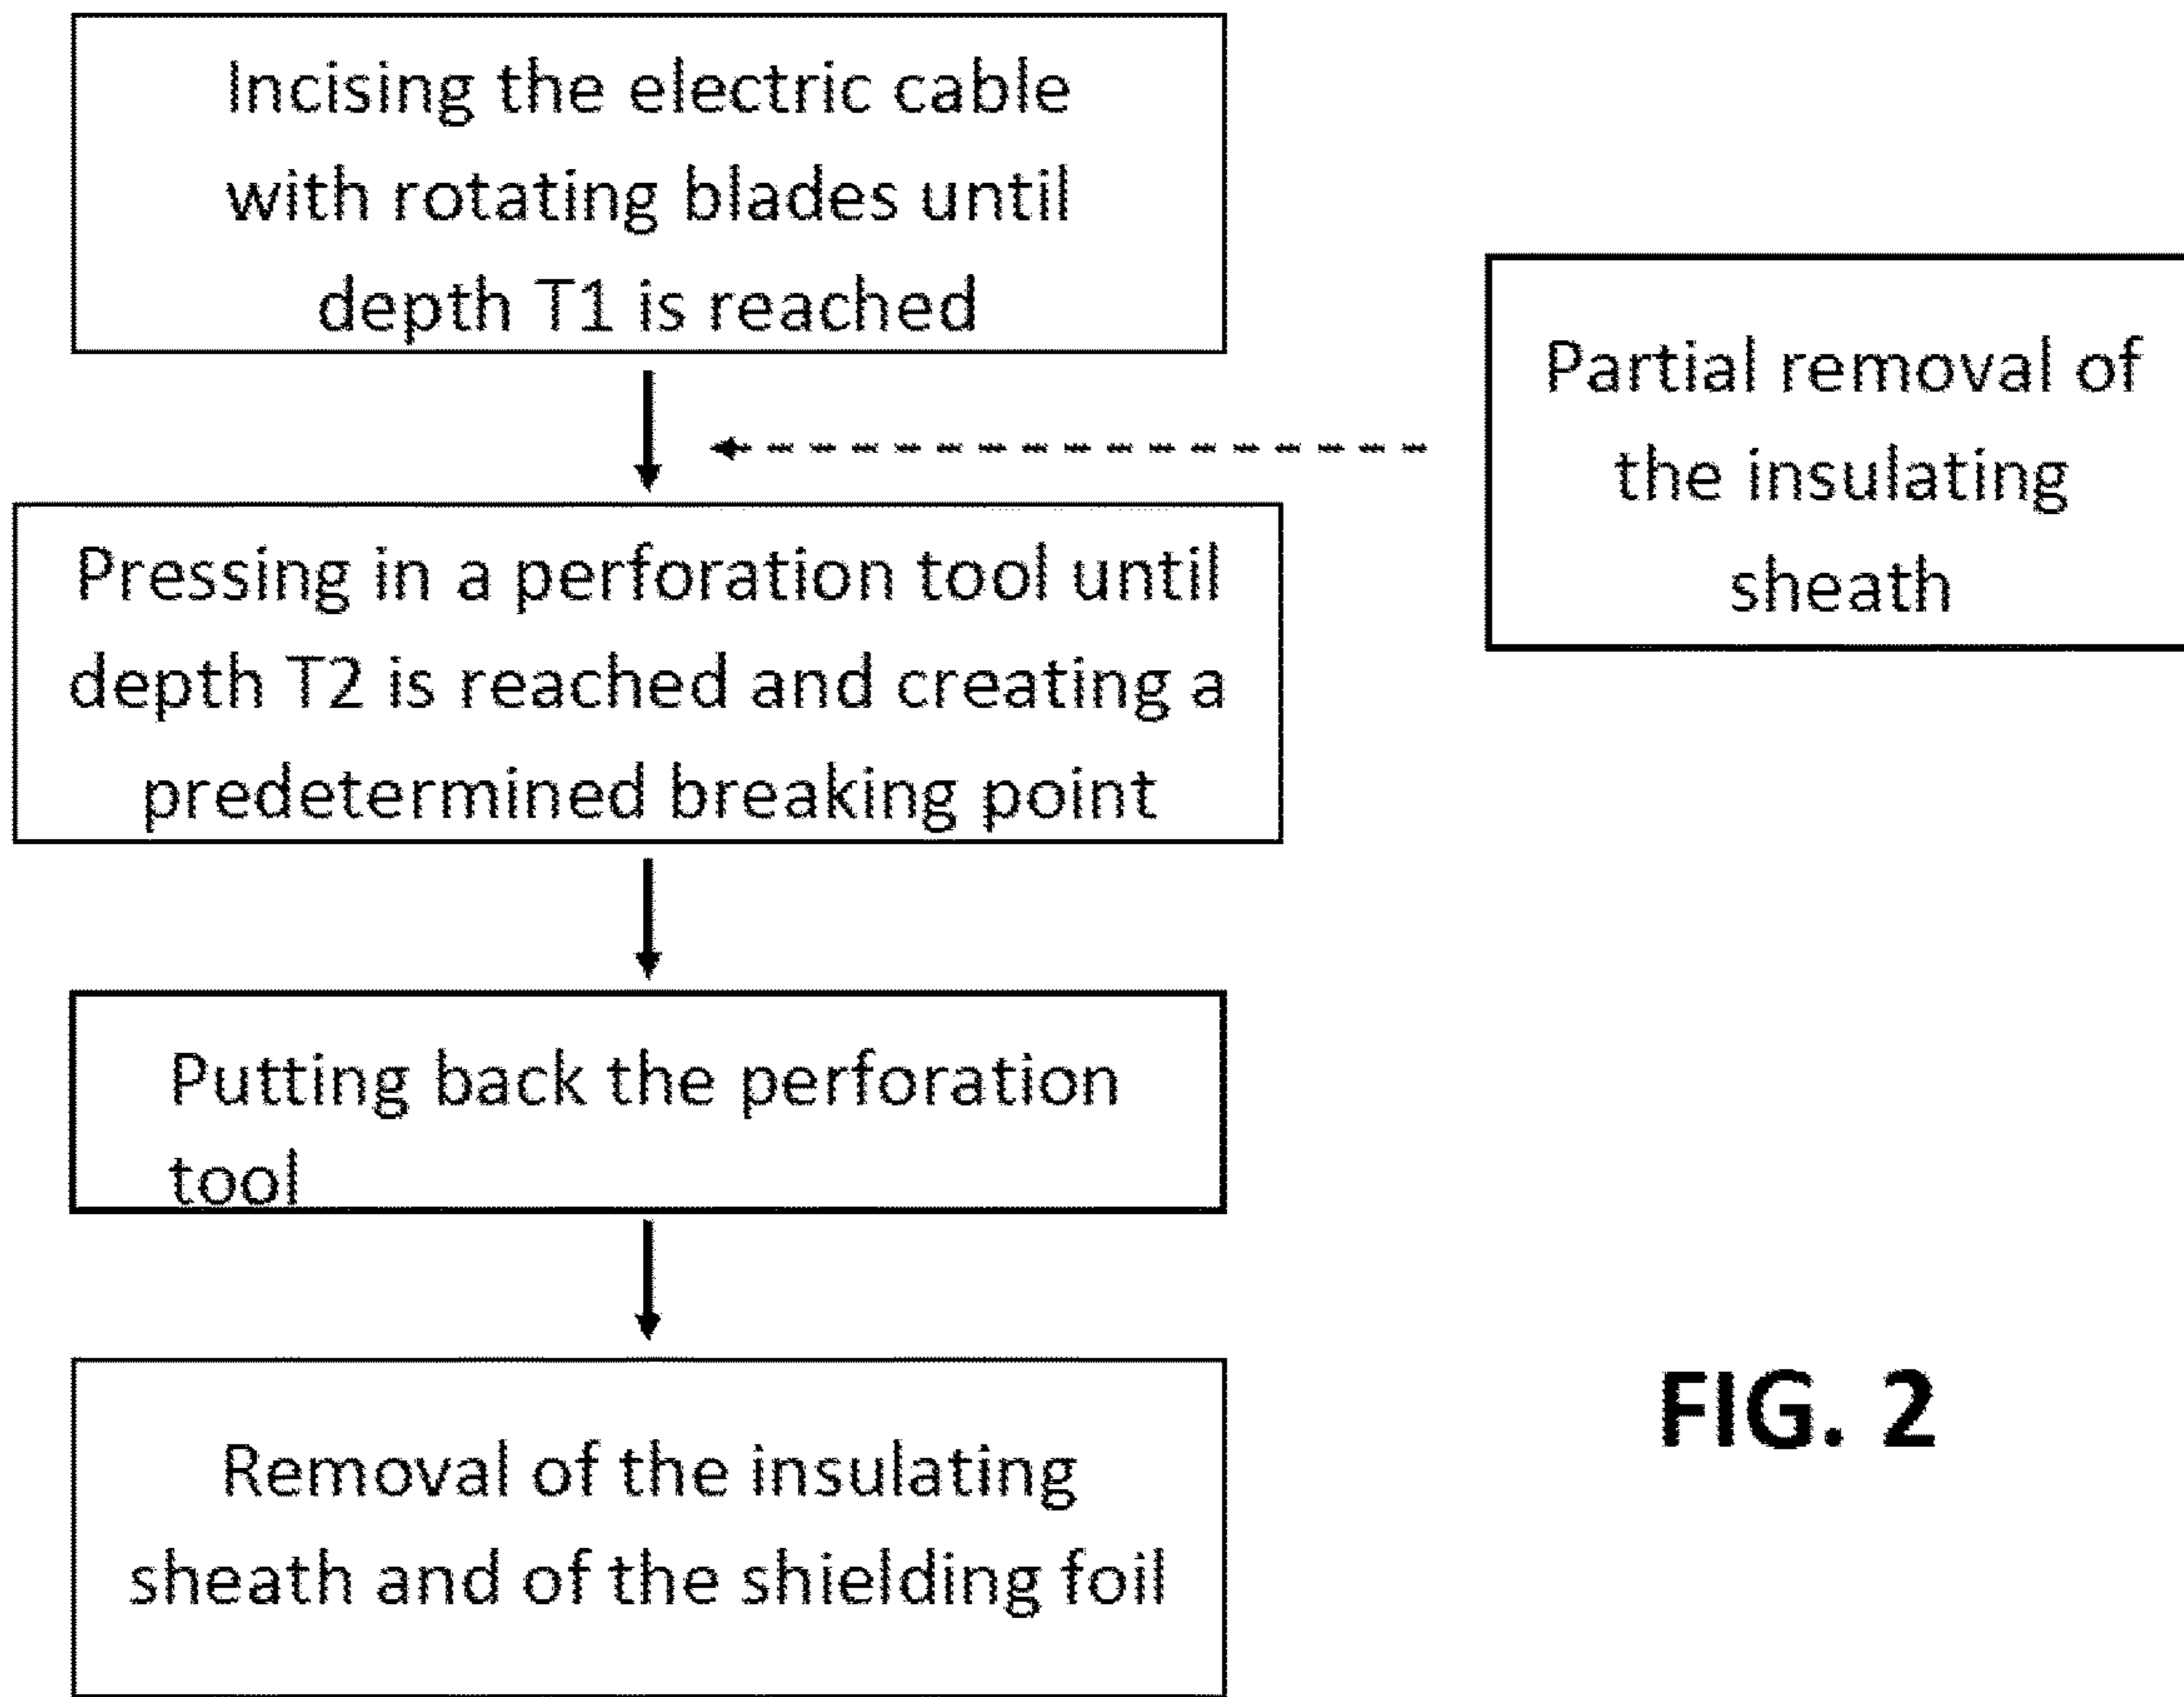 Incising the electric cable
with rotating blades until
depth T1 is reached
Partial removal of
the insulating
sheath
Pressing in a perforation tool until
depth T2 is reached and creating a
predetermined breaking point
Putting back the perforation
tool
Removal of the insulating
sheath and of the shielding foil
FIG. 2